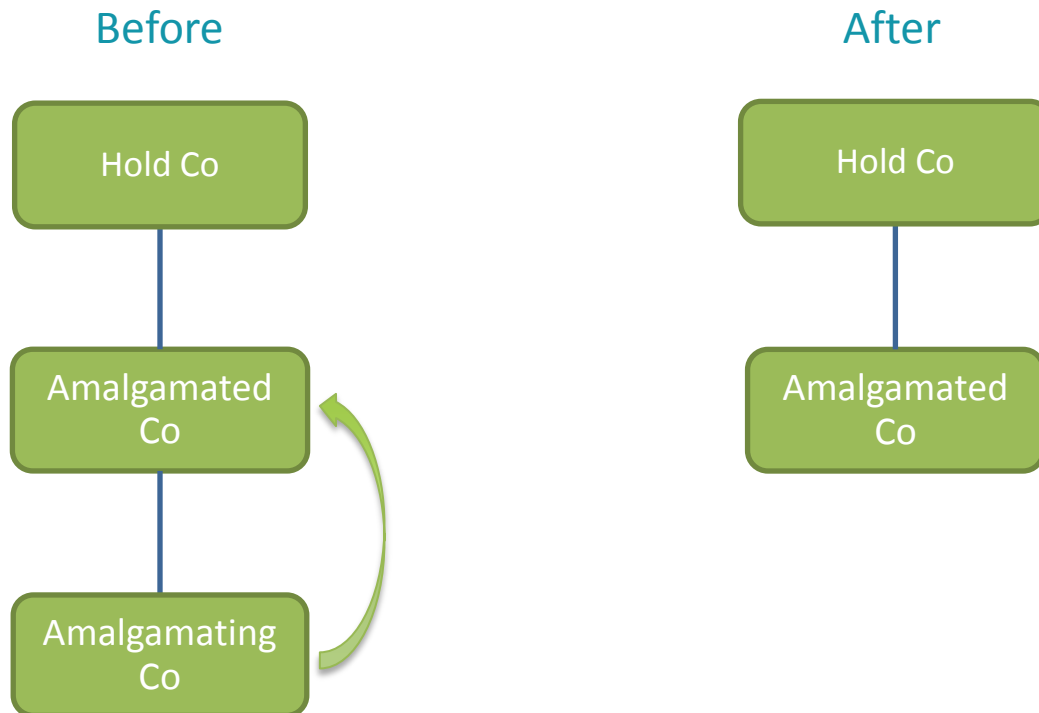 Before
After
Hold Co
Hold Co
Amalgamated
Co
Amalgamated
Co
Amalgamating
Co